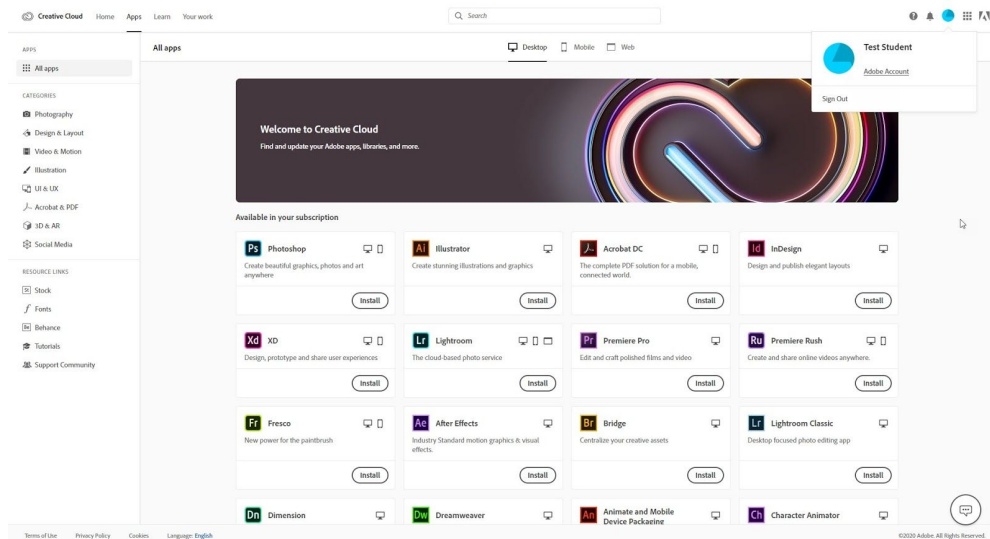 Creative Cloud Home Apps Learn Your work Search
Test Student
Adobe Account
Sign Out
APPS
All apps
CATEGORIES
Photography
Design & Layout
Video & Motion
Illustration
UI & UX
Acrobat & PDF
3D & AR
Social Media
RESOURCE LINKS
St Stock
Fonts
Be Behance
Tutorials
Support Community
All apps Desktop Mobile Web
Welcome to Creative Cloud
Find and update your Adobe apps, libraries, and more.
Available in your subscription
Ps Photoshop
Create beautiful graphics, photos and art
anywhere
Install
Ai Illustrator
Create stunning illustrations and graphics
Install
Acrobat DC
The complete PDF solution for a mobile,
connected world.
Install
Id InDesign
Design and publish elegant layouts
Install
Xd XD
Design, prototype and share user experiences
Install
Lr Lightroom
The cloud-based photo service
Install
Pr Premiere Pro
Edit and craft polished films and video
Install
Ru Premiere Rush
Create and share online videos anywhere.
Install
Fr Fresco
New power for the paintbrush
Install
Ae After Effects
Industry Standard motion graphics & visual
effects.
Install
Br Bridge
Centralize your creative assets
Install
Lr Lightroom Classic
Desktop focused photo editing app
Install
Dn Dimension
Dw Dreamweaver
An Animate and Mobile
Device Packaging
Ch Character Animator
Terms of Use Privacy Policy Cookies Language: English ©2020 Adobe. All Rights Reserved.